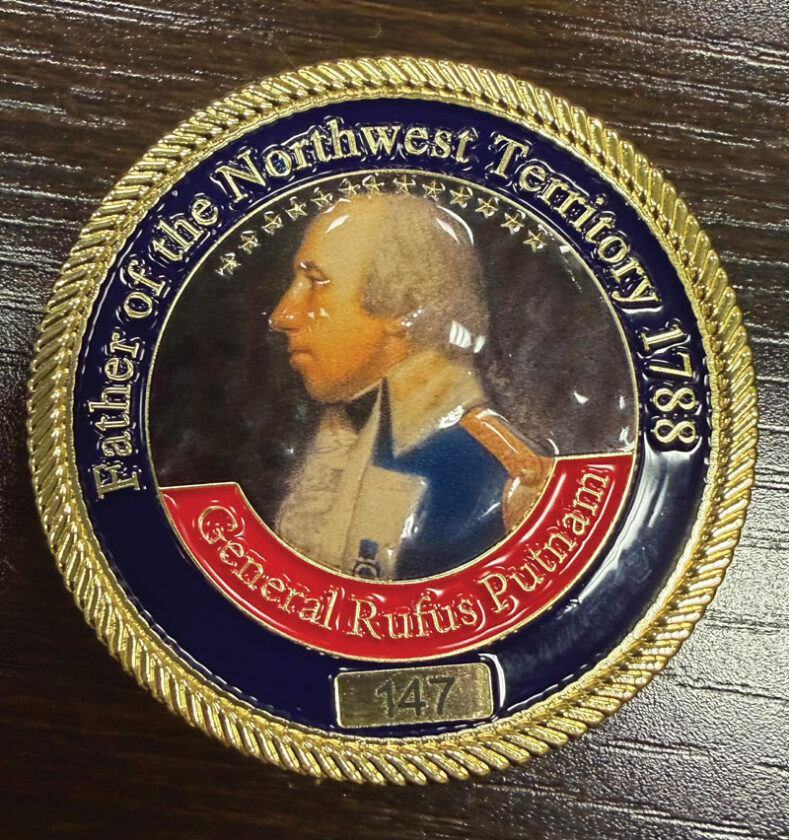 Father of the Northwest Territory 1788
General Rufus Putnam
147